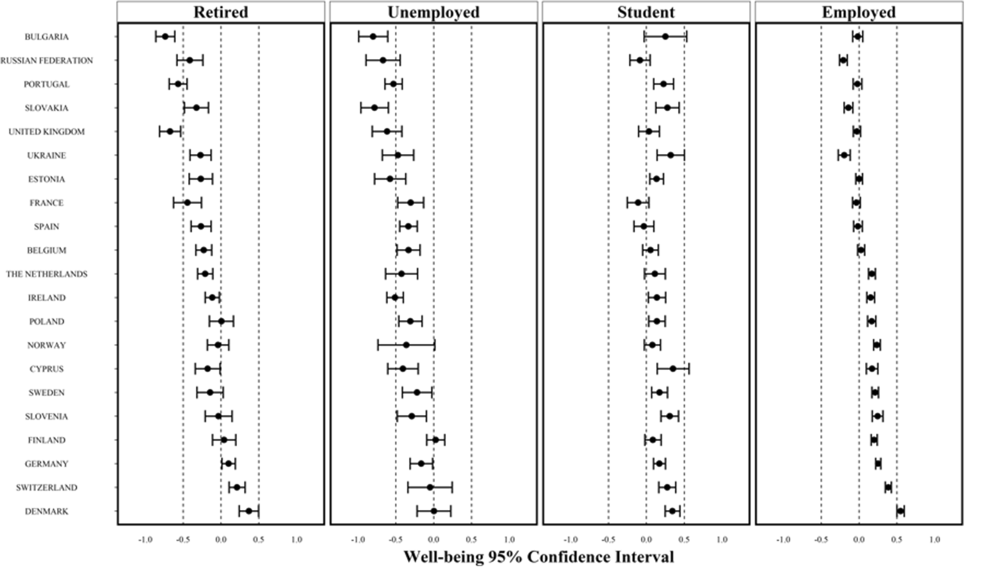 Retired Unemployed Student Employed
BULGARIA
RUSSIAN FEDERATION
PORTUGAL
SLOVAKIA
UNITED KINGDOM
UKRAINE
ESTONIA
FRANCE
SPAIN
BELGIUM
THE NETHERLANDS
IRELAND
POLAND
NORWAY
CYPRUS
SWEDEN
SLOVENIA
FINLAND
GERMANY
SWITZERLAND
DENMARK
-1.0 -0.5 0.0 0.5 1.0 -1.0 -0.5 0.0 0.5 1.0 -1.0 -0.5 0.0 0.5 1.0 -1.0 -0.5 0.0 0.5 1.0
Well-being 95% Confidence Interval